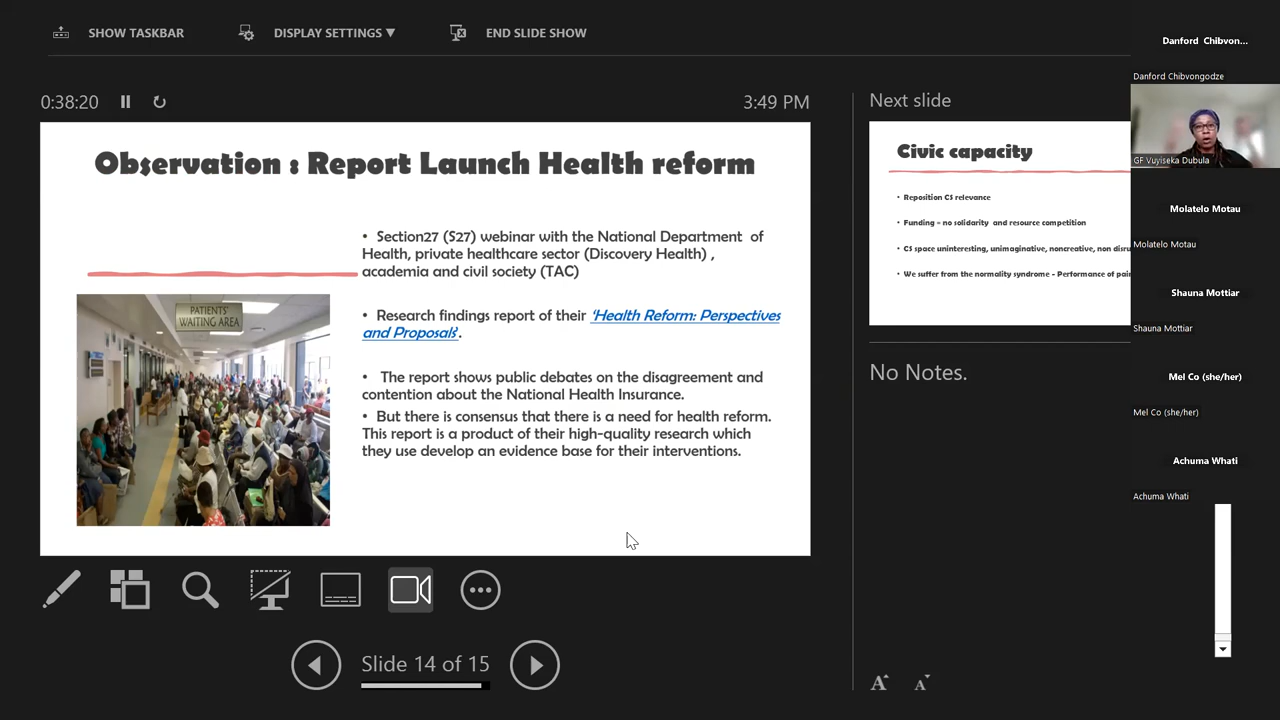 SHOW TASKBAR
DISPLAY SETTINGS ▼
END SLIDE SHOW
0:38:20
3:49 PM
Observation : Report Launch Health reform
• Section27 (S27) webinar with the National Department of
Health, private healthcare sector (Discovery Health) ,
academia and civil society (TAC)
PATIENTS'
WAITING AREA
• Research findings report of their 'Health Reform: Perspectives
and Proposals'.
• The report shows public debates on the disagreement and
contention about the National Health Insurance.
• But there is consensus that there is a need for health reform.
This report is a product of their high-quality research which
they use develop an evidence base for their interventions.
Slide 14 of 15
Next slide
Civic capacity
• Reposition CS relevance
• Funding – no solidarity and resource competition
• CS space uninteresting, unimaginative, noncreative, non disru
• We suffer from the normality syndrome - Performance of pain
No Notes.
A A
Danford Chibvon...
Danford Chibvongodze
GF Vuyiseka Dubula
Molatelo Motau
Molatelo Motau
Shauna Mottiar
Shauna Mottiar
Mel Co (she/her)
Mel Co (she/her)
Achuma Whati
Achuma Whati